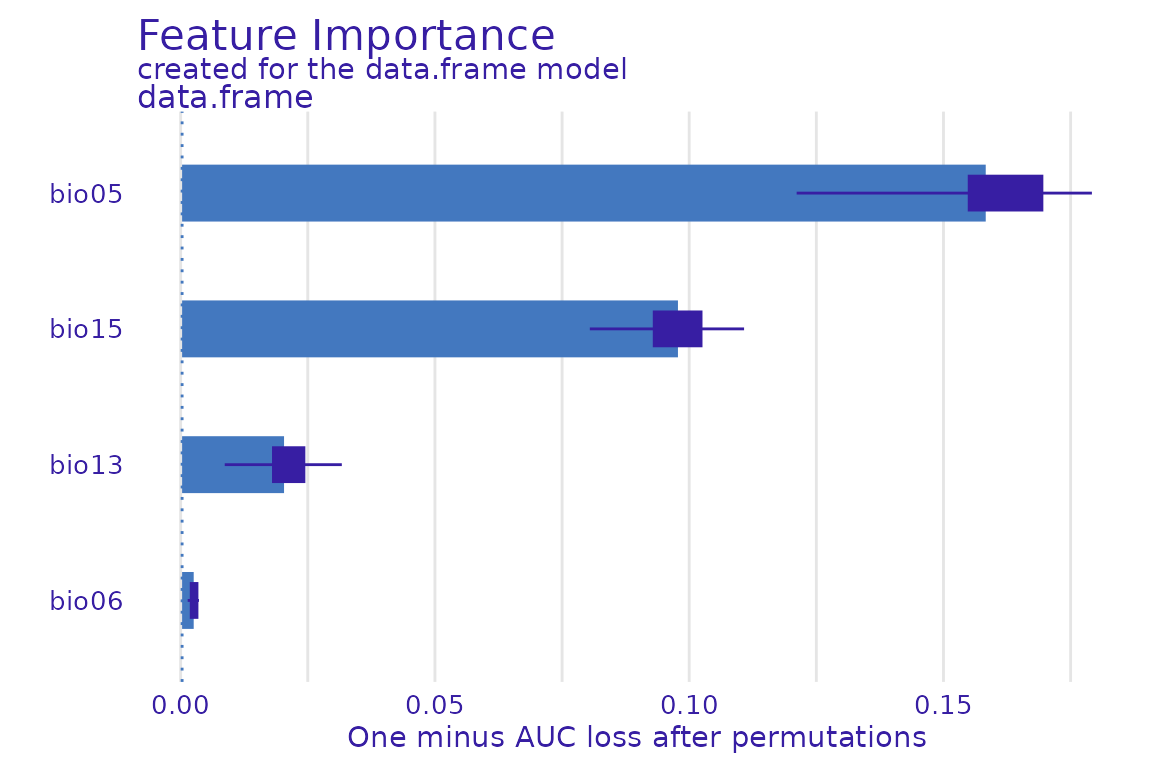 Feature Importance
created for the data.frame model
data.frame
bio05
bio15
bio13
bio06
0.00 0.05 0.10 0.15
One minus AUC loss after permutations